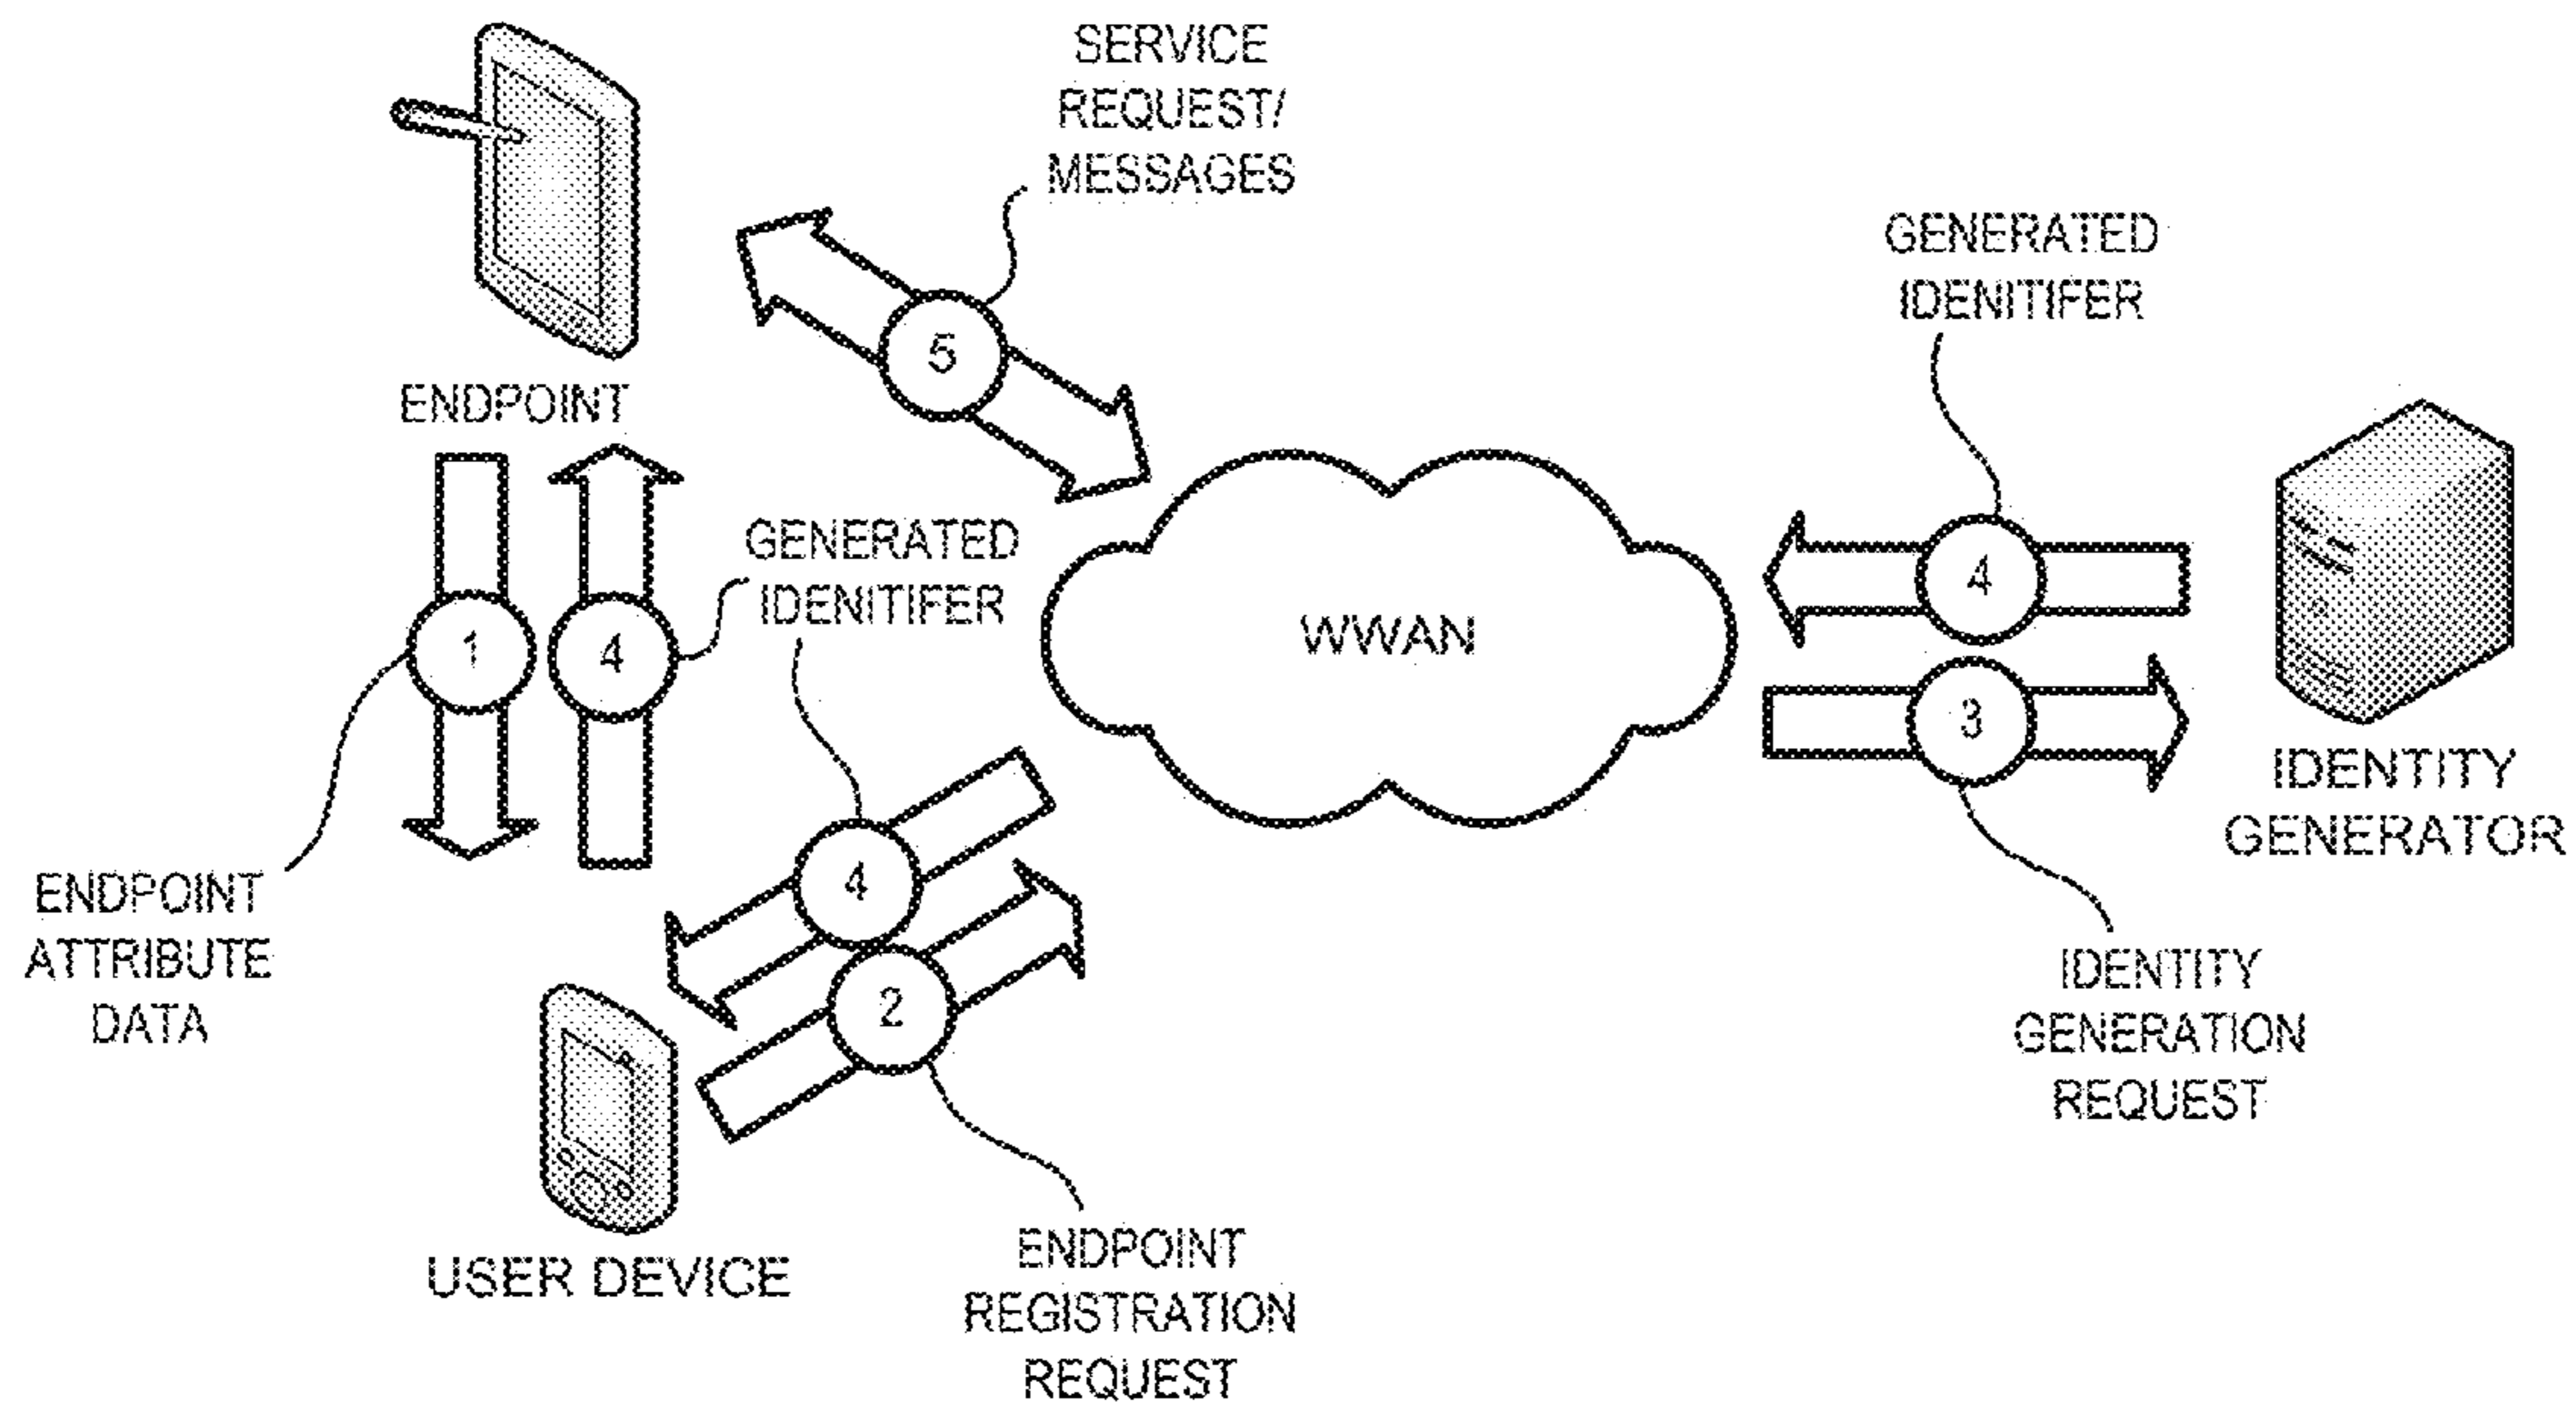 SERVICE
REQUEST/
MESSAGES
5
ENDPOINT
GENERATED
IDENITIFER
4
3
IDENTITY
GENERATOR
IDENTITY
GENERATION
REQUEST
WWAN
GENERATED
IDENITIFER
1
4
ENDPOINT
ATTRIBUTE
DATA
4
2
USER DEVICE
ENDPOINT
REGISTRATION
REQUEST